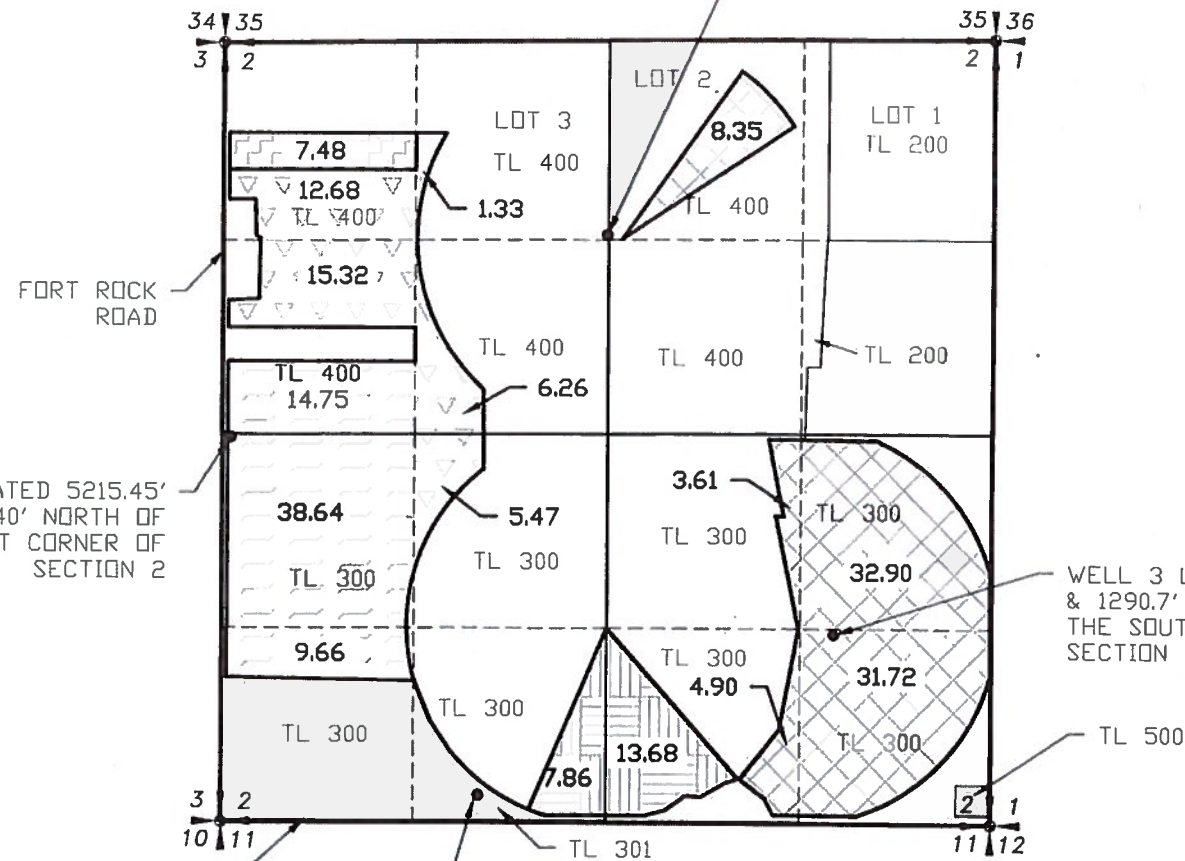 34 35
35 36
3 2
2 1
LOT 2
LOT 3
TL 400
LOT 1
TL 200
8.35
7.48
12.68
TL 400
1.33
TL 400
15.32
FORT ROCK
ROAD
TL 400
TL 400
TL 200
TL 400
14.75
6.26
ATED 5215.45'
40' NORTH OF
T CORNER OF
SECTION 2
3.61
TL 300
TL 300
38.64
5.47
TL 300
TL 300
32.90
WELL 3 L
& 1290.7'
THE SOUT
SECTION
9.66
TL 300
4.90
31.72
TL 300
TL 300
TL 300
TL 500
13.68
7.86
3 2
2 1
10 11
11 12
TL 301